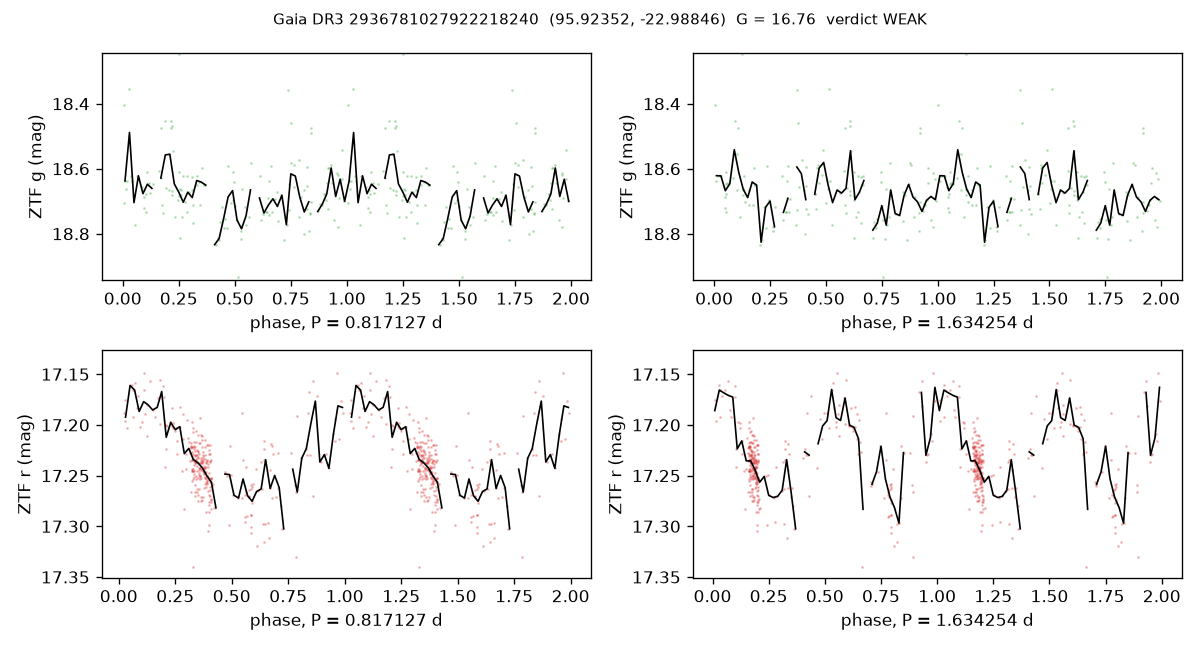 Gaia DR3 2936781027922218240 (95.92352, -22.98846) G = 16.76 verdict WEAK
ZTF g (mag)
18.4
18.6
18.8
0.00 0.25 0.50 0.75 1.00 1.25 1.50 1.75 2.00
phase, P = 0.817127 d
ZTF g (mag)
18.4
18.6
18.8
0.00 0.25 0.50 0.75 1.00 1.25 1.50 1.75 2.00
phase, P = 1.634254 d
ZTF r (mag)
17.15
17.20
17.25
17.30
17.35
0.00 0.25 0.50 0.75 1.00 1.25 1.50 1.75 2.00
phase, P = 0.817127 d
ZTF r (mag)
17.15
17.20
17.25
17.30
17.35
0.00 0.25 0.50 0.75 1.00 1.25 1.50 1.75 2.00
phase, P = 1.634254 d